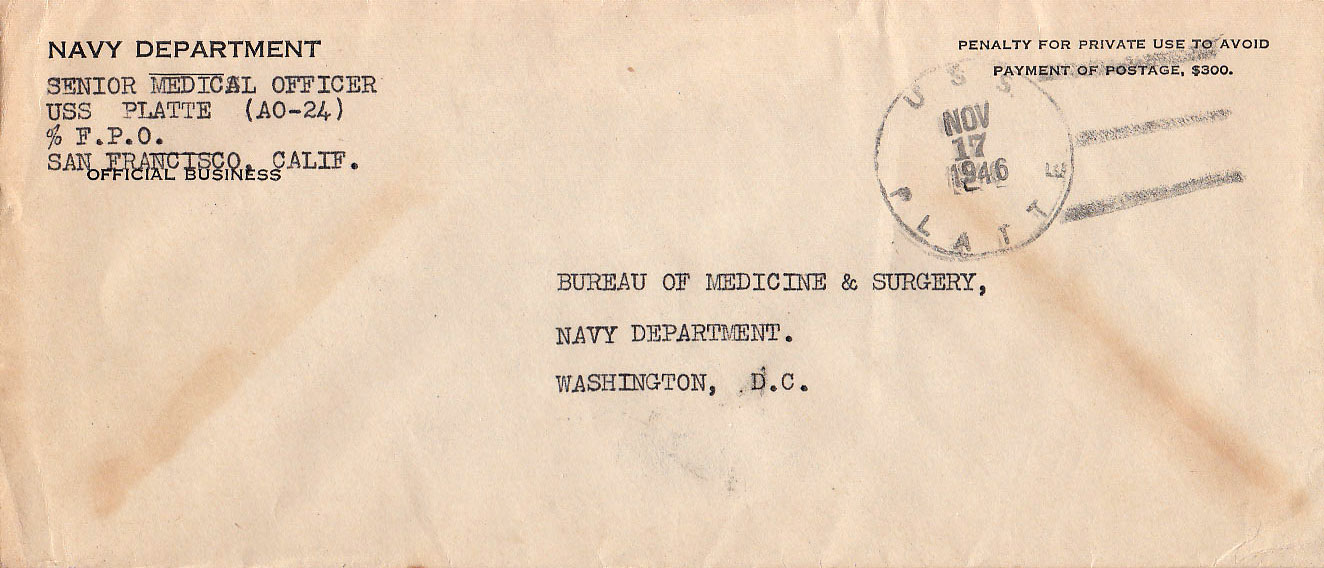 NAVY DEPARTMENT
SENIOR MEDICAL OFFICER
USS PLATTE (AO-24)
% F.P.O.
SAN FRANCISCO, CALIF.
OFFICIAL BUSINESS
PENALTY FOR PRIVATE USE TO AVOID
PAYMENT OF POSTAGE, $300.
USS
NOV
17
1946
PLATTE
BUREAU OF MEDICINE & SURGERY,
NAVY DEPARTMENT.
WASHINGTON, D.C.